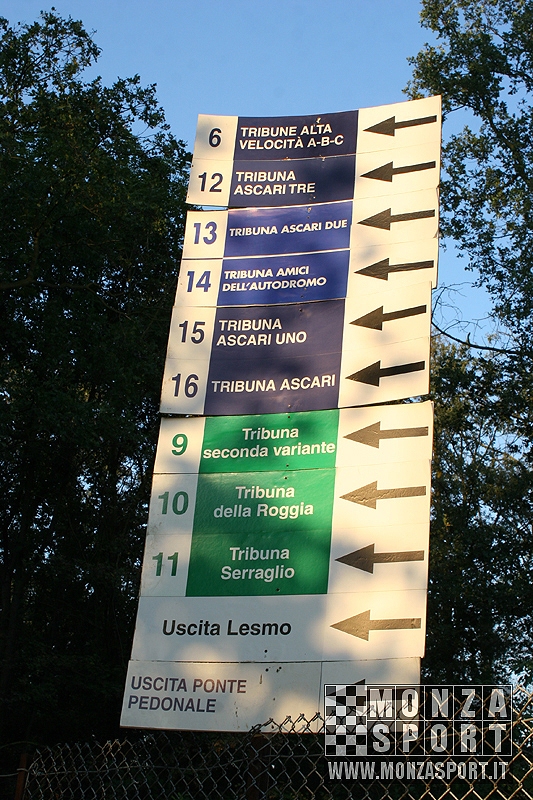 6 TRIBUNE ALTA
VELOCITÀ A-B-C
12 TRIBUNA
ASCARI TRE
13 TRIBUNA ASCARI DUE
14 TRIBUNA AMICI
DELL'AUTODROMO
15 TRIBUNA
ASCARI UNO
16 TRIBUNA ASCARI
9 Tribuna
seconda variante
10 Tribuna
della Roggia
11 Tribuna
Serraglio
Uscita Lesmo
USCITA PONTE
PEDONALE
MONZA
SPORT
WWW.MONZASPORT.IT